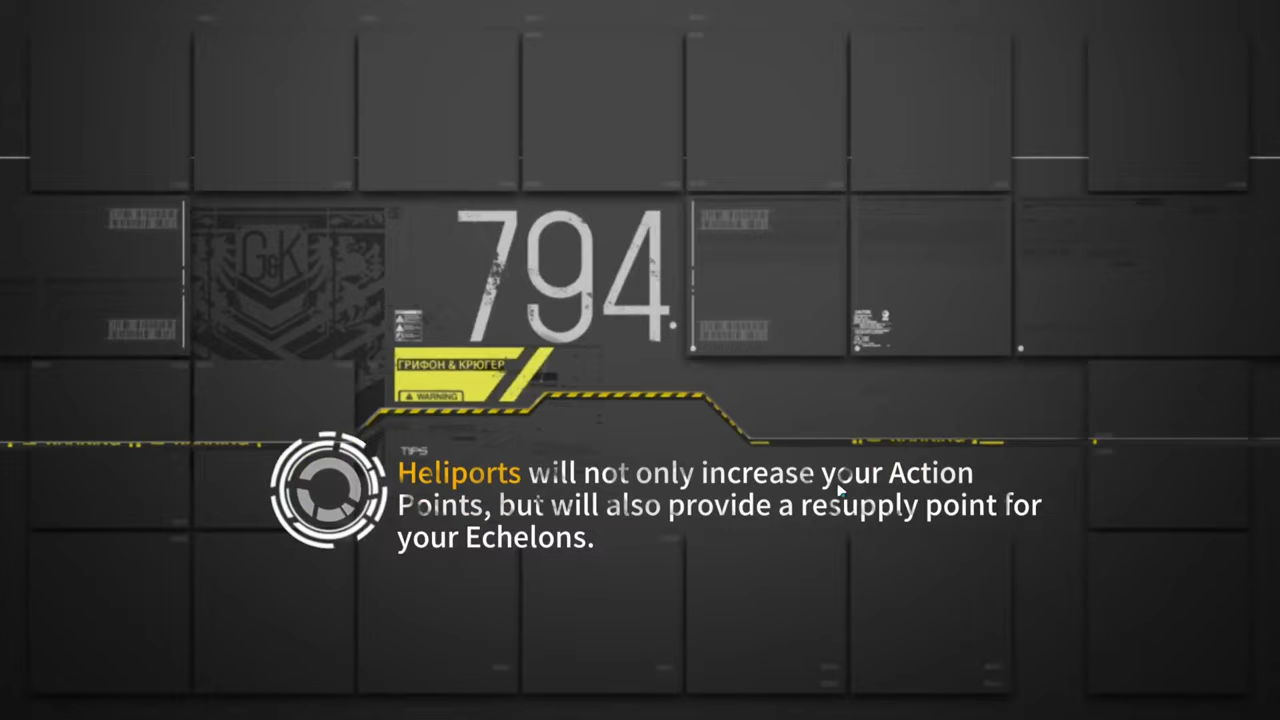 G&K
794.
ГРИФОН & КРЮГЕР
WARNING
TIPS
Heliports will not only increase your Action
Points, but will also provide a resupply point for
your Echelons.